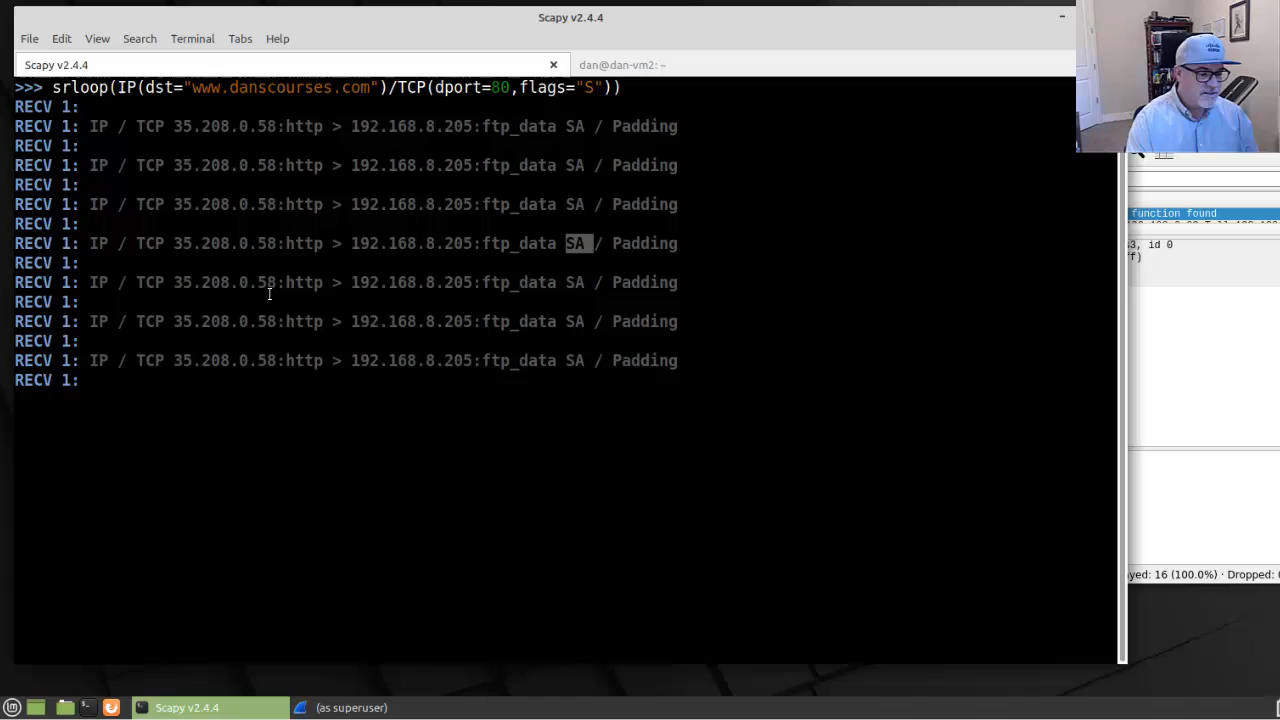 Scapy v2.4.4
File Edit View Search Terminal Tabs Help
Scapy v2.4.4 × dan@dan-vm2: ~
>>> srloop(IP(dst="www.danscourses.com")/TCP(dport=80,flags="S"))
RECV 1:
IP / TCP 35.208.0.58:http > 192.168.8.205:ftp_data SA / Padding
RECV 1:
RECV 1: IP / TCP 35.208.0.58:http > 192.168.8.205:ftp_data SA / Padding
RECV 1:
RECV 1: IP / TCP 35.208.0.58:http > 192.168.8.205:ftp_data SA / Padding
RECV 1:
RECV 1: IP / TCP 35.208.0.58:http > 192.168.8.205:ftp_data SA / Padding
RECV 1:
RECV 1: IP / TCP 35.208.0.58:http > 192.168.8.205:ftp_data SA / Padding
RECV 1:
RECV 1: IP / TCP 35.208.0.58:http > 192.168.8.205:ftp_data SA / Padding
RECV 1:
RECV 1: IP / TCP 35.208.0.58:http > 192.168.8.205:ftp_data SA / Padding
RECV 1:
function found
3, id 0
f)
yed: 16 (100.0%) · Dropped:
Scapy v2.4.4
(as superuser)